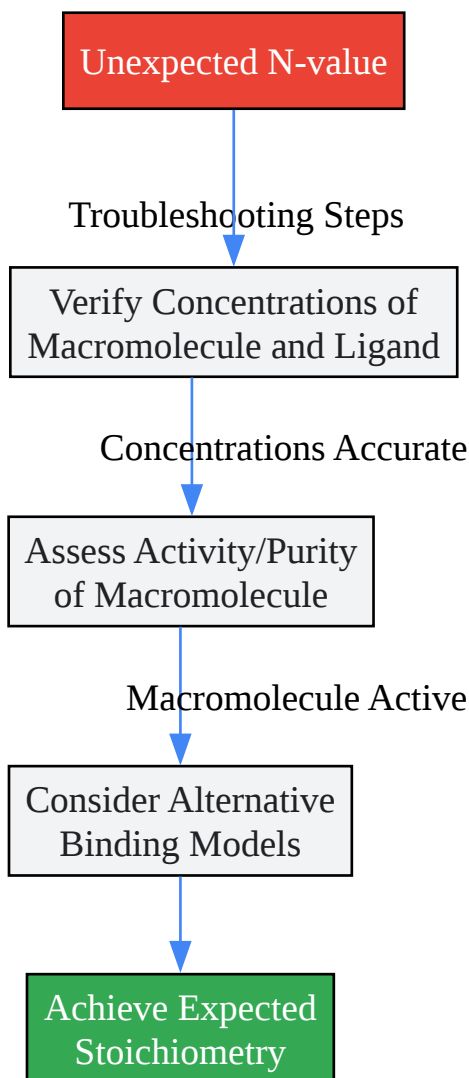 Unexpected N-value
Troubleshooting Steps
Verify Concentrations of
Macromolecule and Ligand
Concentrations Accurate
Assess Activity/Purity
of Macromolecule
Macromolecule Active
Consider Alternative
Binding Models
Achieve Expected
Stoichiometry